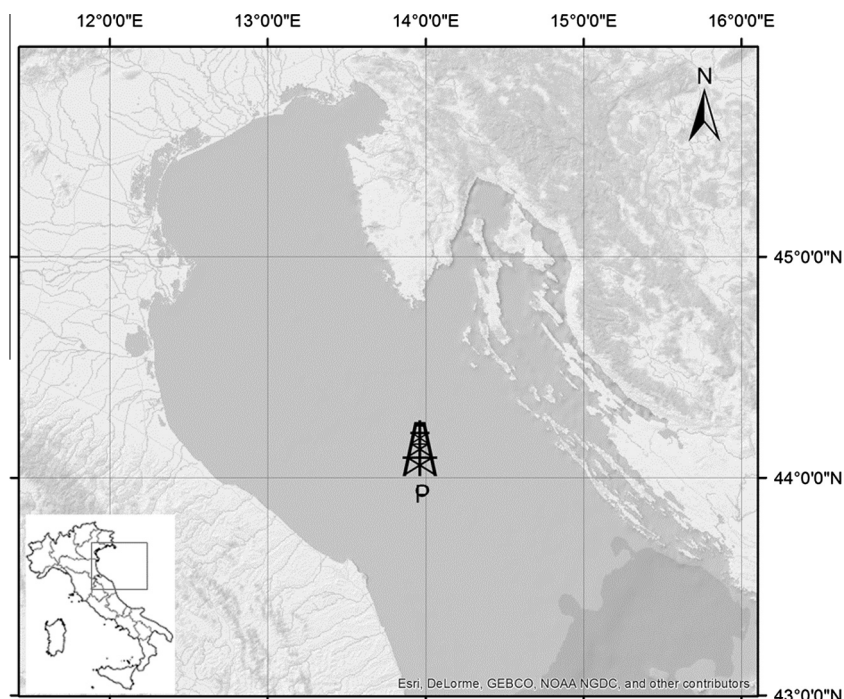 12°0'0"E 13°0'0"E 14°0'0"E 15°0'0"E 16°0'0"E
N
45°0'0"N
44°0'0"N
P
Esri, DeLorme, GEBCO, NOAA NGDC, and other contributors
43°0'0"N